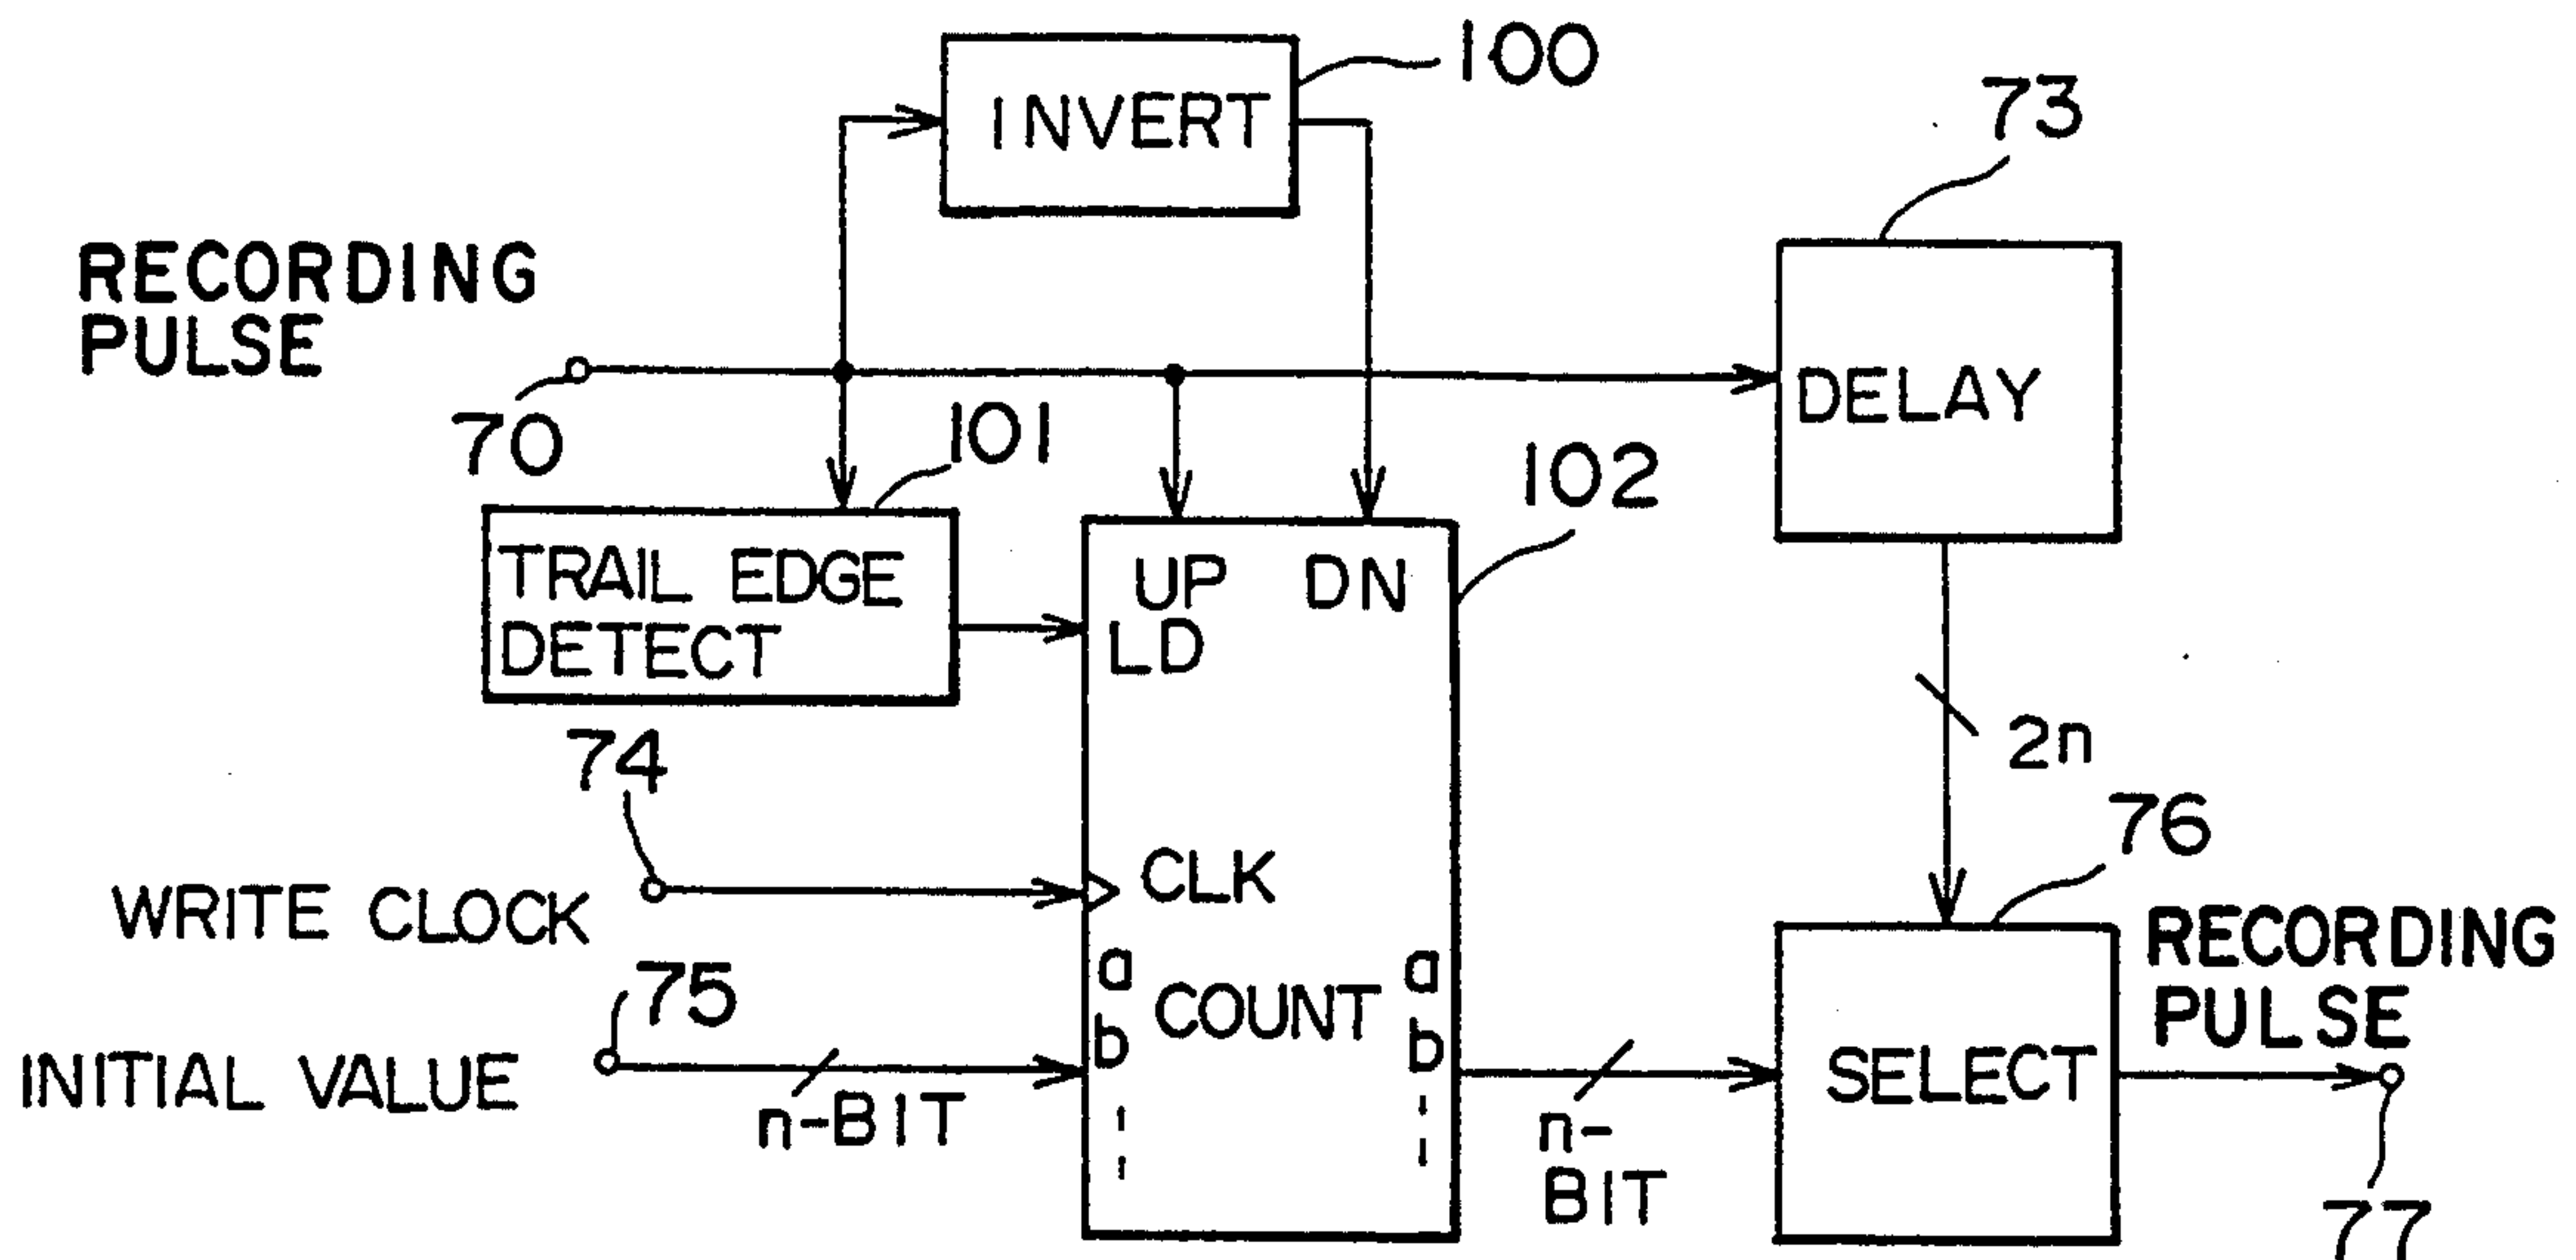 100
INVERT
73
RECORDING
PULSE
70
101
DELAY
102
TRAIL EDGE
DETECT
UP DN
LD
2n
74
76
CLK
WRITE CLOCK
RECORDING
PULSE
a a
75
COUNT
b b
INITIAL VALUE
SELECT
n-BIT
n-
BIT
77